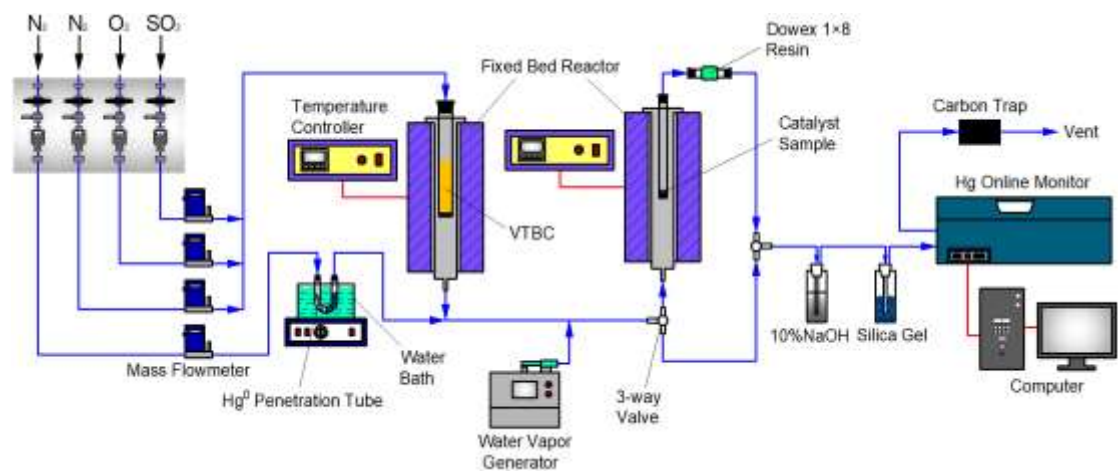 N₂ N₂ O₂ SO₂
Dowex 1×8
Resin
Fixed Bed Reactor
Temperature
Controller
Carbon Trap
Vent
Catalyst
Sample
Hg Online Monitor
VTBC
10%NaOH
Silica Gel
Mass Flowmeter
Water
Bath
Hg⁰ Penetration Tube
3-way
Valve
Computer
Water Vapor
Generator